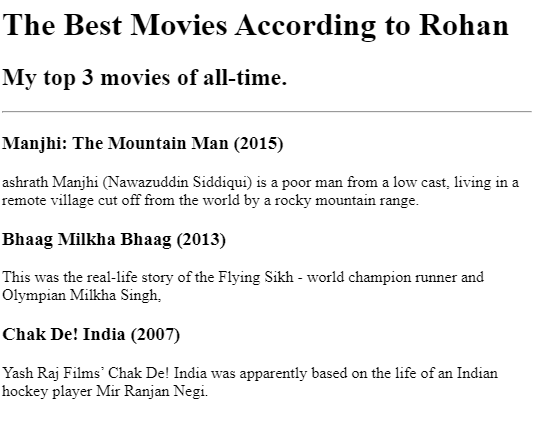 The Best Movies According to Rohan
My top 3 movies of all-time.
Manjhi: The Mountain Man (2015)
ashrath Manjhi (Nawazuddin Siddiqui) is a poor man from a low cast, living in a
remote village cut off from the world by a rocky mountain range.
Bhaag Milkha Bhaag (2013)
This was the real-life story of the Flying Sikh - world champion runner and
Olympian Milkha Singh,
Chak De! India (2007)
Yash Raj Films’ Chak De! India was apparently based on the life of an Indian
hockey player Mir Ranjan Negi.